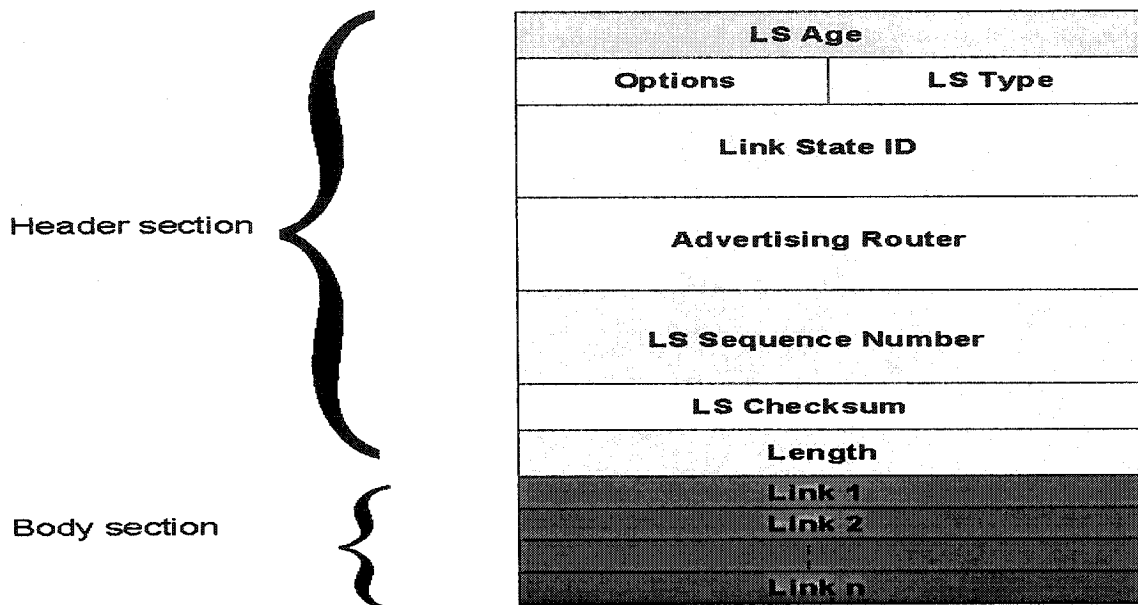 LS Age
Options LS Type
Link State ID
Header section
Advertising Router
LS Sequence Number
LS Checksum
Length
Link 1
Body section
Link 2
Link n